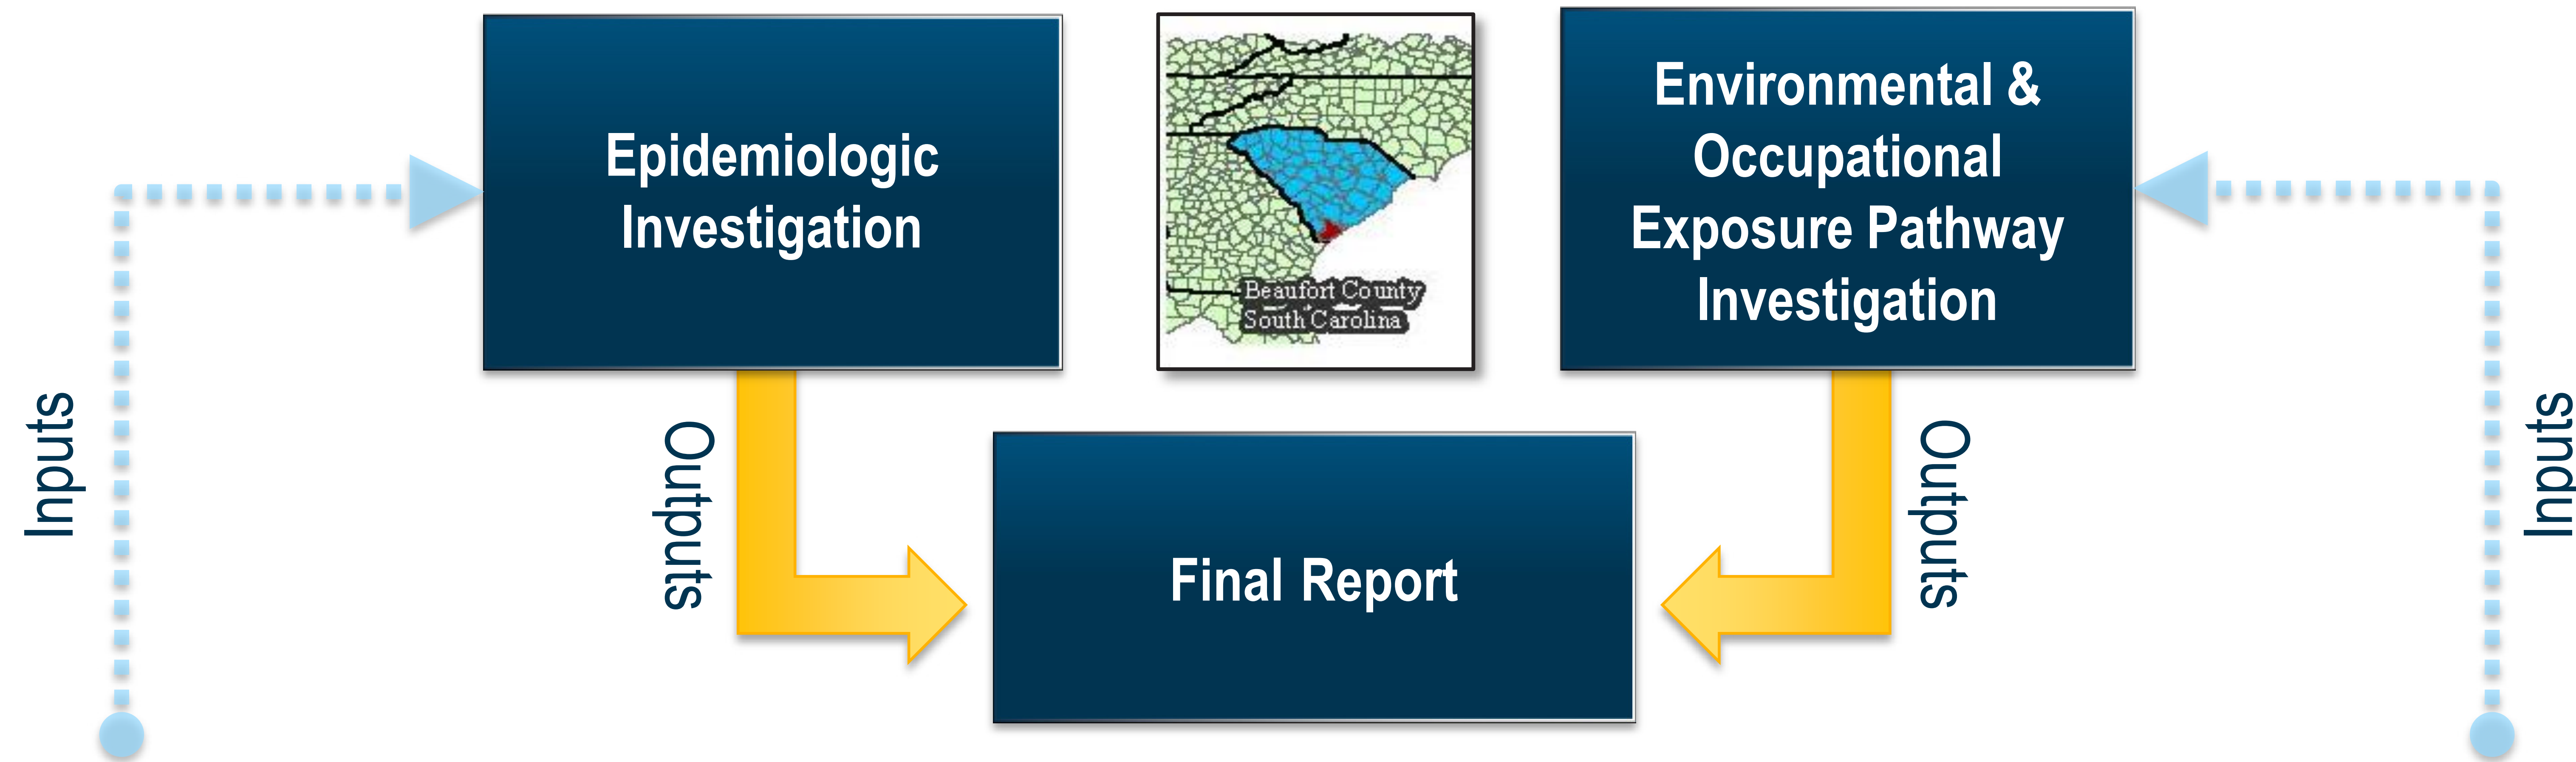 Epidemiologic
Investigation
Beaufort County
South Carolina
Environmental &
Occupational
Exposure Pathway
Investigation
Inputs
Outputs
Final Report
Outputs
Inputs